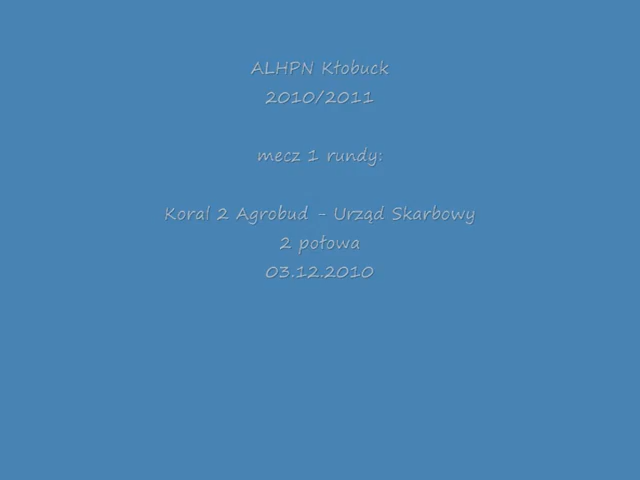 ALHPN Kłobuck
2010/2011
mecz 1 rundy:
Koral 2 Agrobud - Urząd Skarbowy
2 połowa
03.12.2010